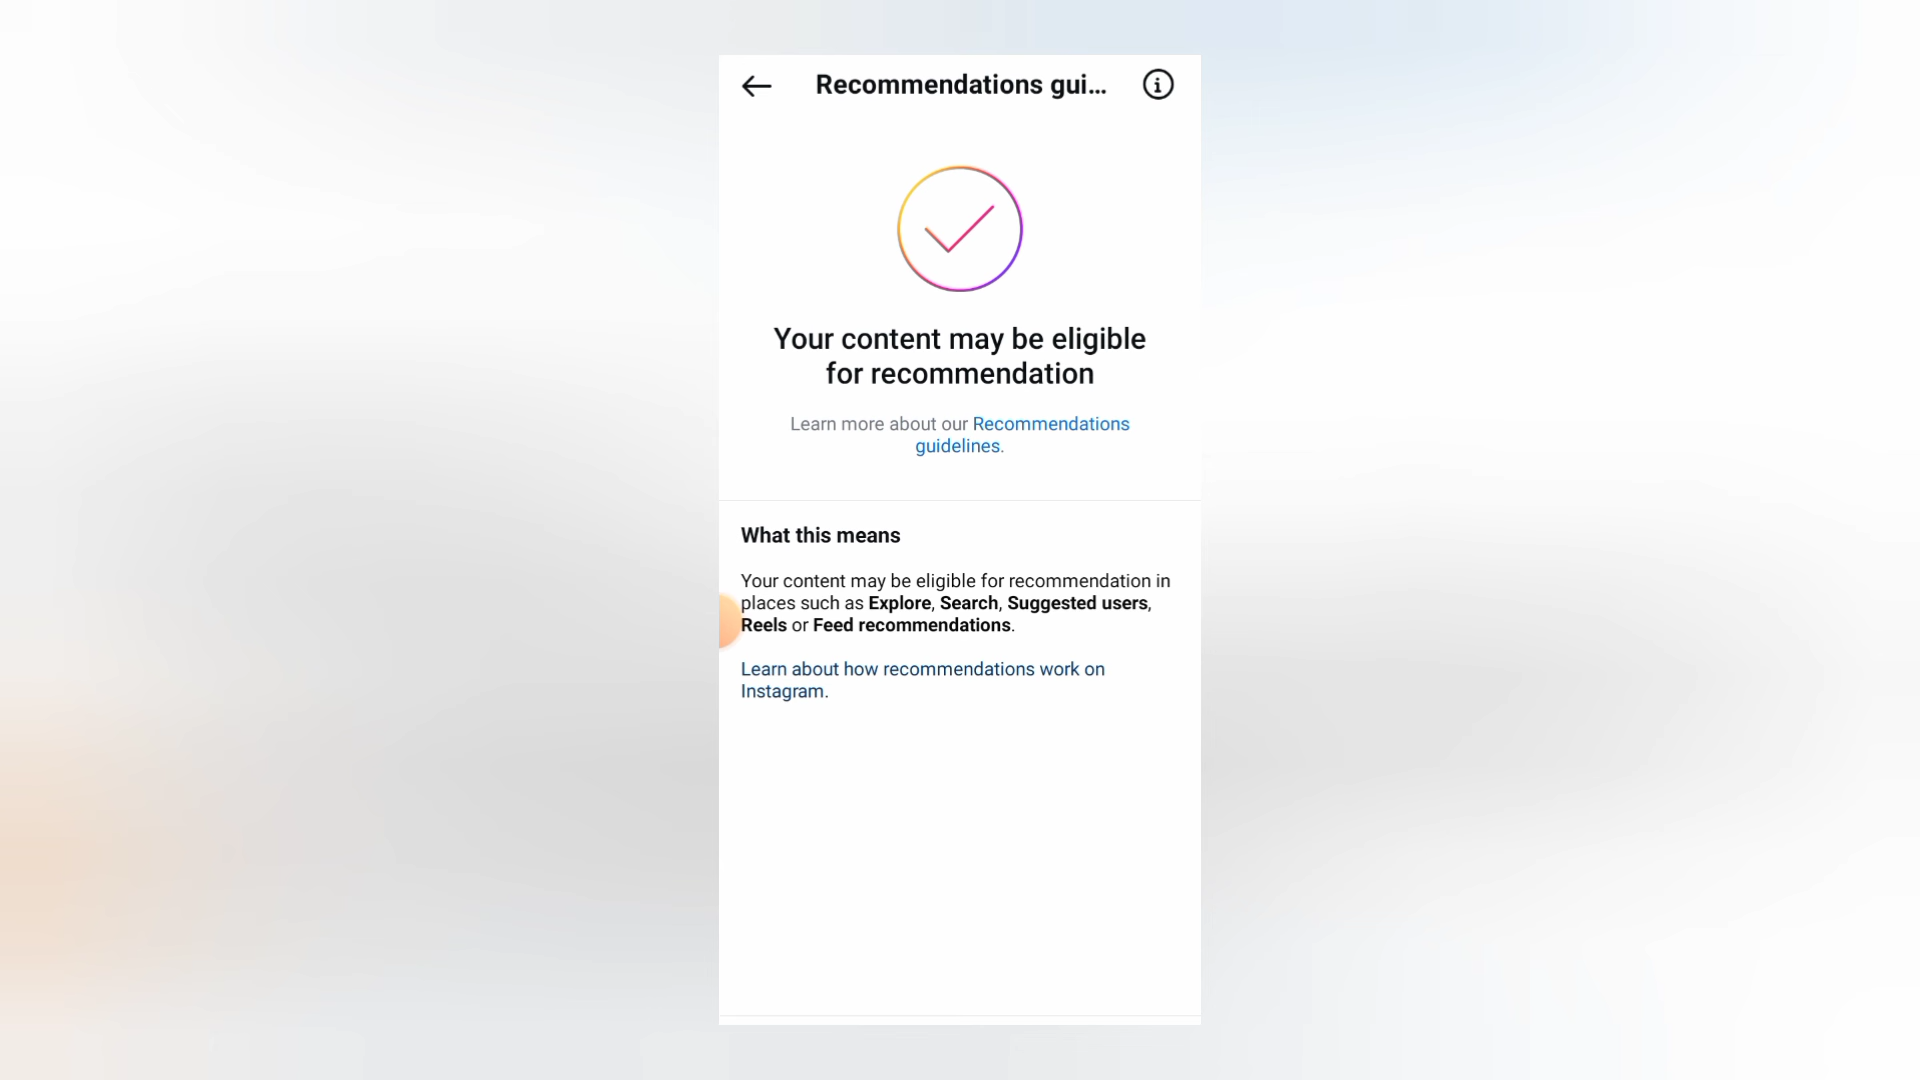 Recommendations gui...
Your content may be eligible
for recommendation
Learn more about our Recommendations
guidelines.
What this means
Your content may be eligible for recommendation in
places such as Explore, Search, Suggested users,
Reels or Feed recommendations.
Learn about how recommendations work on
Instagram.